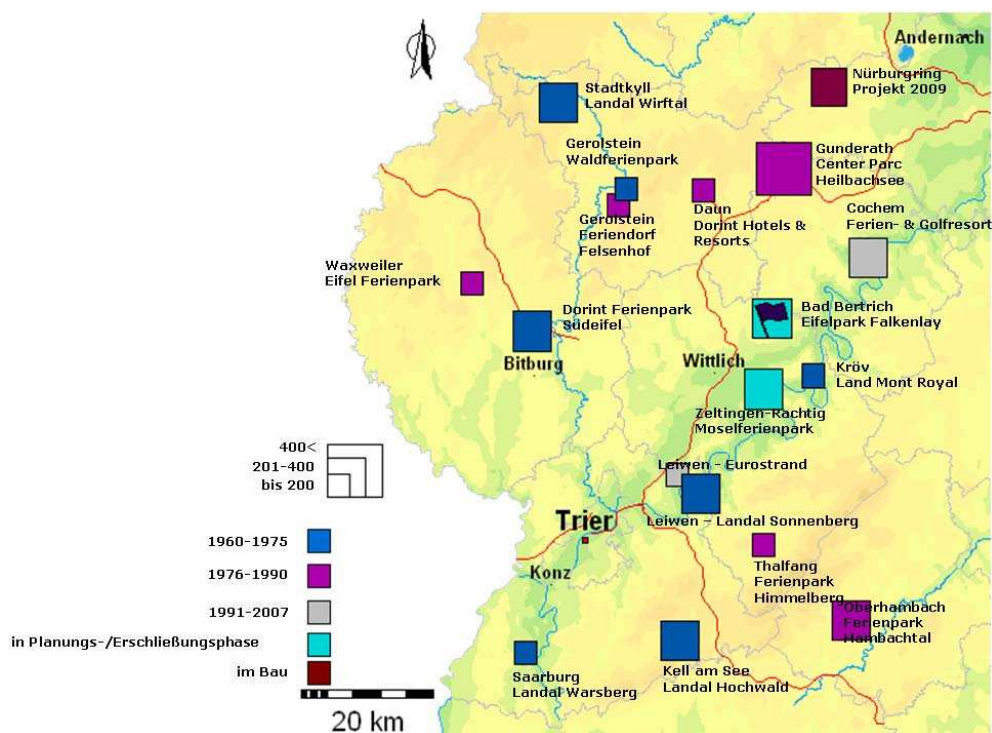 Andernach
Nürburgring
Projekt 2009
Stadtkyll
Landal Wirftal
Gerolstein
Waldferienpark
Gunderath
Center Parc
Heilbachsee
Gerolstein
Feriendorf
Felsenhof
Daun
Dorint Hotels &
Resorts
Cochem
Ferien- & Golfresort
Waxweiler
Eifel Ferienpark
Dorint Ferienpark
Südeifel
Bitburg
Bad Bertrich
Eifelpark Falkenlay
Wittlich
Kröv
Land Mont Royal
Zeltingen-Rachtig
Moselferienpark
Leiwen - Eurostrand
Leiwen – Landal Sonnenberg
Trier
Konz
Thalfang
Ferienpark
Himmelberg
Oberhambach
Ferienpark
Hambachtal
Saarburg
Landal Warsberg
Kell am See
Landal Hochwald
400<
201-400
bis 200
1960-1975
1976-1990
1991-2007
in Planungs-/Erschließungsphase
im Bau
20 km